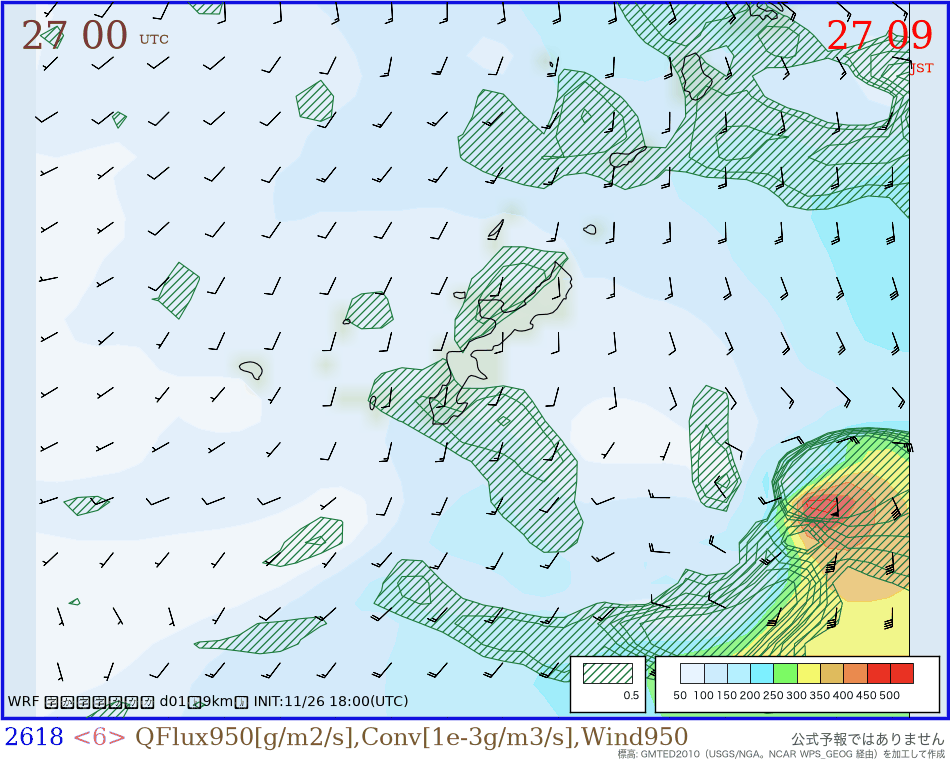 27 00 UTC
27 09
JST
0.5
50 100 150 200 250 300 350 400 450 500
WRF d01 9km INIT:11/26 18:00(UTC)
2618 <6> QFlux950[g/m2/s],Conv[1e-3g/m3/s],Wind950
公式予報ではありません
標高: GMTED2010（USGS/NGA。NCAR WPS_GEOG 経由）を加工して作成